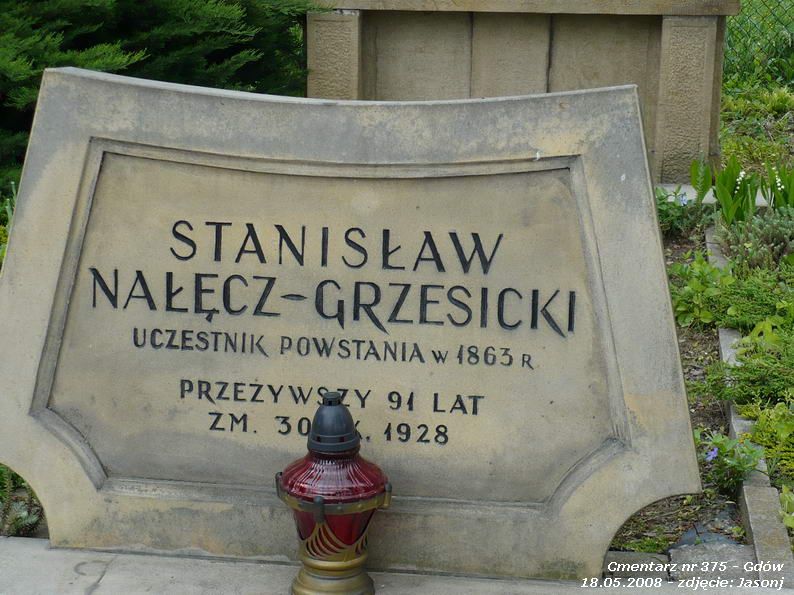 STANISŁAW
NAŁĘCZ-GRZESICKI
UCZESTNIK POWSTANIA W 1863 R
PRZEŻYWSZY 91 LAT
ZM. 30 X. 1928
Cmentarz nr 375 - Gdów
18.05.2008 - zdjęcie: Jasonj